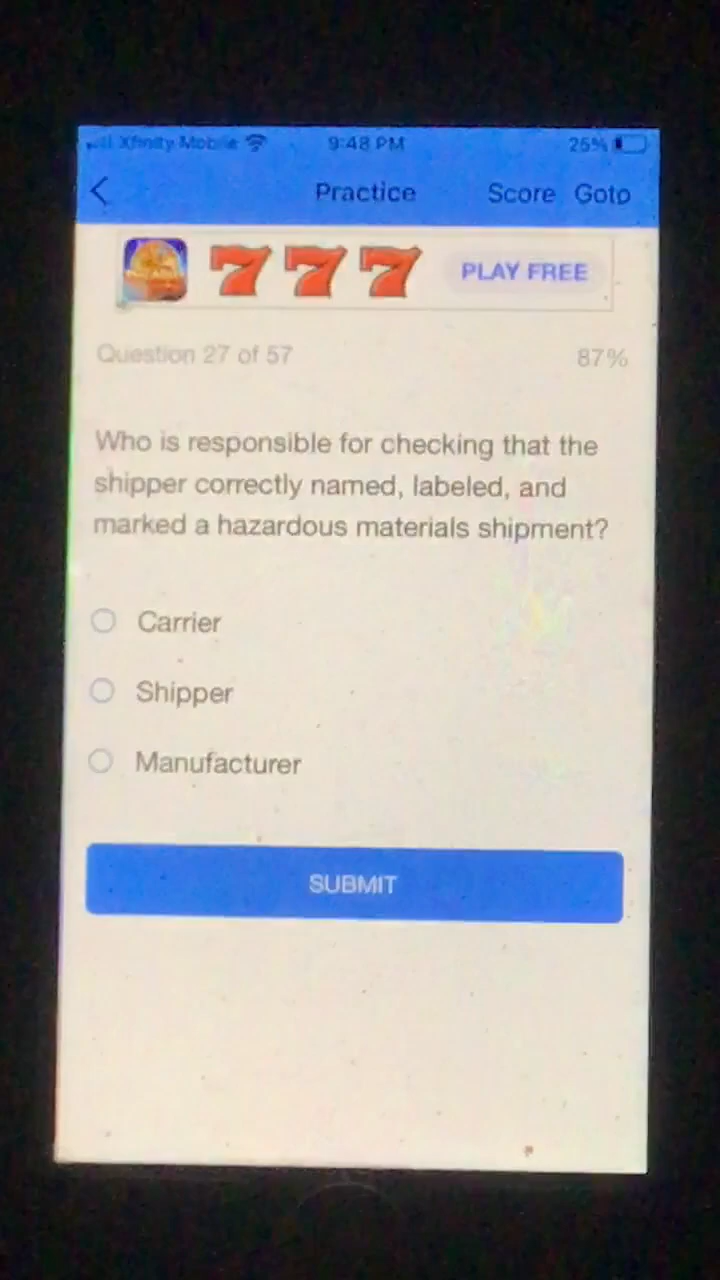 Xfinity Mobile 9:48 PM 25%
Practice Score Goto
777 PLAY FREE
Question 27 of 57 87%
Who is responsible for checking that the
shipper correctly named, labeled, and
marked a hazardous materials shipment?
Carrier
Shipper
Manufacturer
SUBMIT